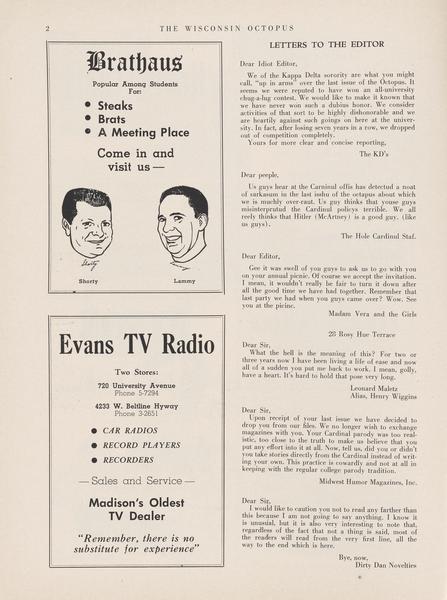 2
THE WISCONSIN OCTOPUS
Brathaus
Popular Among Students
For:
• Steaks
• Brats
• A Meeting Place
Come in and
visit us —
Shorty
Shorty
Lammy
Evans TV Radio
Two Stores:
720 University Avenue
Phone 5-7294
4233 W. Beltline Hyway
Phone 3-2651
• CAR RADIOS
• RECORD PLAYERS
• RECORDERS
— Sales and Service —
Madison's Oldest
TV Dealer
"Remember, there is no
substitute for experience"
LETTERS TO THE EDITOR
Dear Idiot Editor,
We of the Kappa Delta sorority are what you might
call, "up in arms" over the last issue of the Octopus. It
seems we were reputed to have won an all-university
chug-a-lug contest. We would like to make it known that
we have never won such a dubius honor. We consider
activities of that sort to be highly dishonorable and we
are heartily against such goings on here at the univer-
sity. In fact, after losing seven years in a row, we dropped
out of competition completely.
Yours for more clear and concise reporting,
The KD's
Dear peeple,
Us guys hear at the Carninul offis has detectud a noat
of sarkasum in the last isshu of the octapus about which
we is muchly over-raut. Us guy thinks that youse guys
misinterprutud the Cardinul policys terrible. We all
reely thinks that Hitler (McArtney) is a good guy. (like
us guys).
The Hole Cardinul Staf.
Dear Editor,
Gee it was swell of you guys to ask us to go with you
on your annual picnic. Of course we accept the invitation.
I mean, it wouldn't really be fair to turn it down after
all the good time we have had together. Remember that
last party we had when you guys came over? Wow. See
you at the picinc.
Madam Vera and the Girls
28 Rosy Hue Terrace
Dear Sir,
What the hell is the meaning of this? For two or
three years now I have been living a life of ease and now
all of a sudden you put me back to work. I mean, golly,
have a heart. It's hard to hold that pose very long.
Leonard Maletz
Alias, Henry Wiggins
Dear Sir,
Upon receipt of your last issue we have decided to
drop you from our files. We no longer wish to exchange
magazines with you. Your Cardinal parody was too real-
istic, too close to the truth to make us believe that you
put any effort into it at all. Now, tell us, did you or didn't
you take stories directly from the Cardinal instead of writ-
ing your own. This practice is cowardly and not at all in
keeping with the regular college parody tradition.
Midwest Humor Magazines, Inc.
Dear Sir,
I would like to caution you not to read any farther than
this because I am not going to say anything. I know it
is unusual, but it is also very interesting to note that,
regardless of the fact that not a thing is said, most of
the readers will read from the very first line, all the
way to the end which is here.
Bye, now,
Dirty Dan Novelties